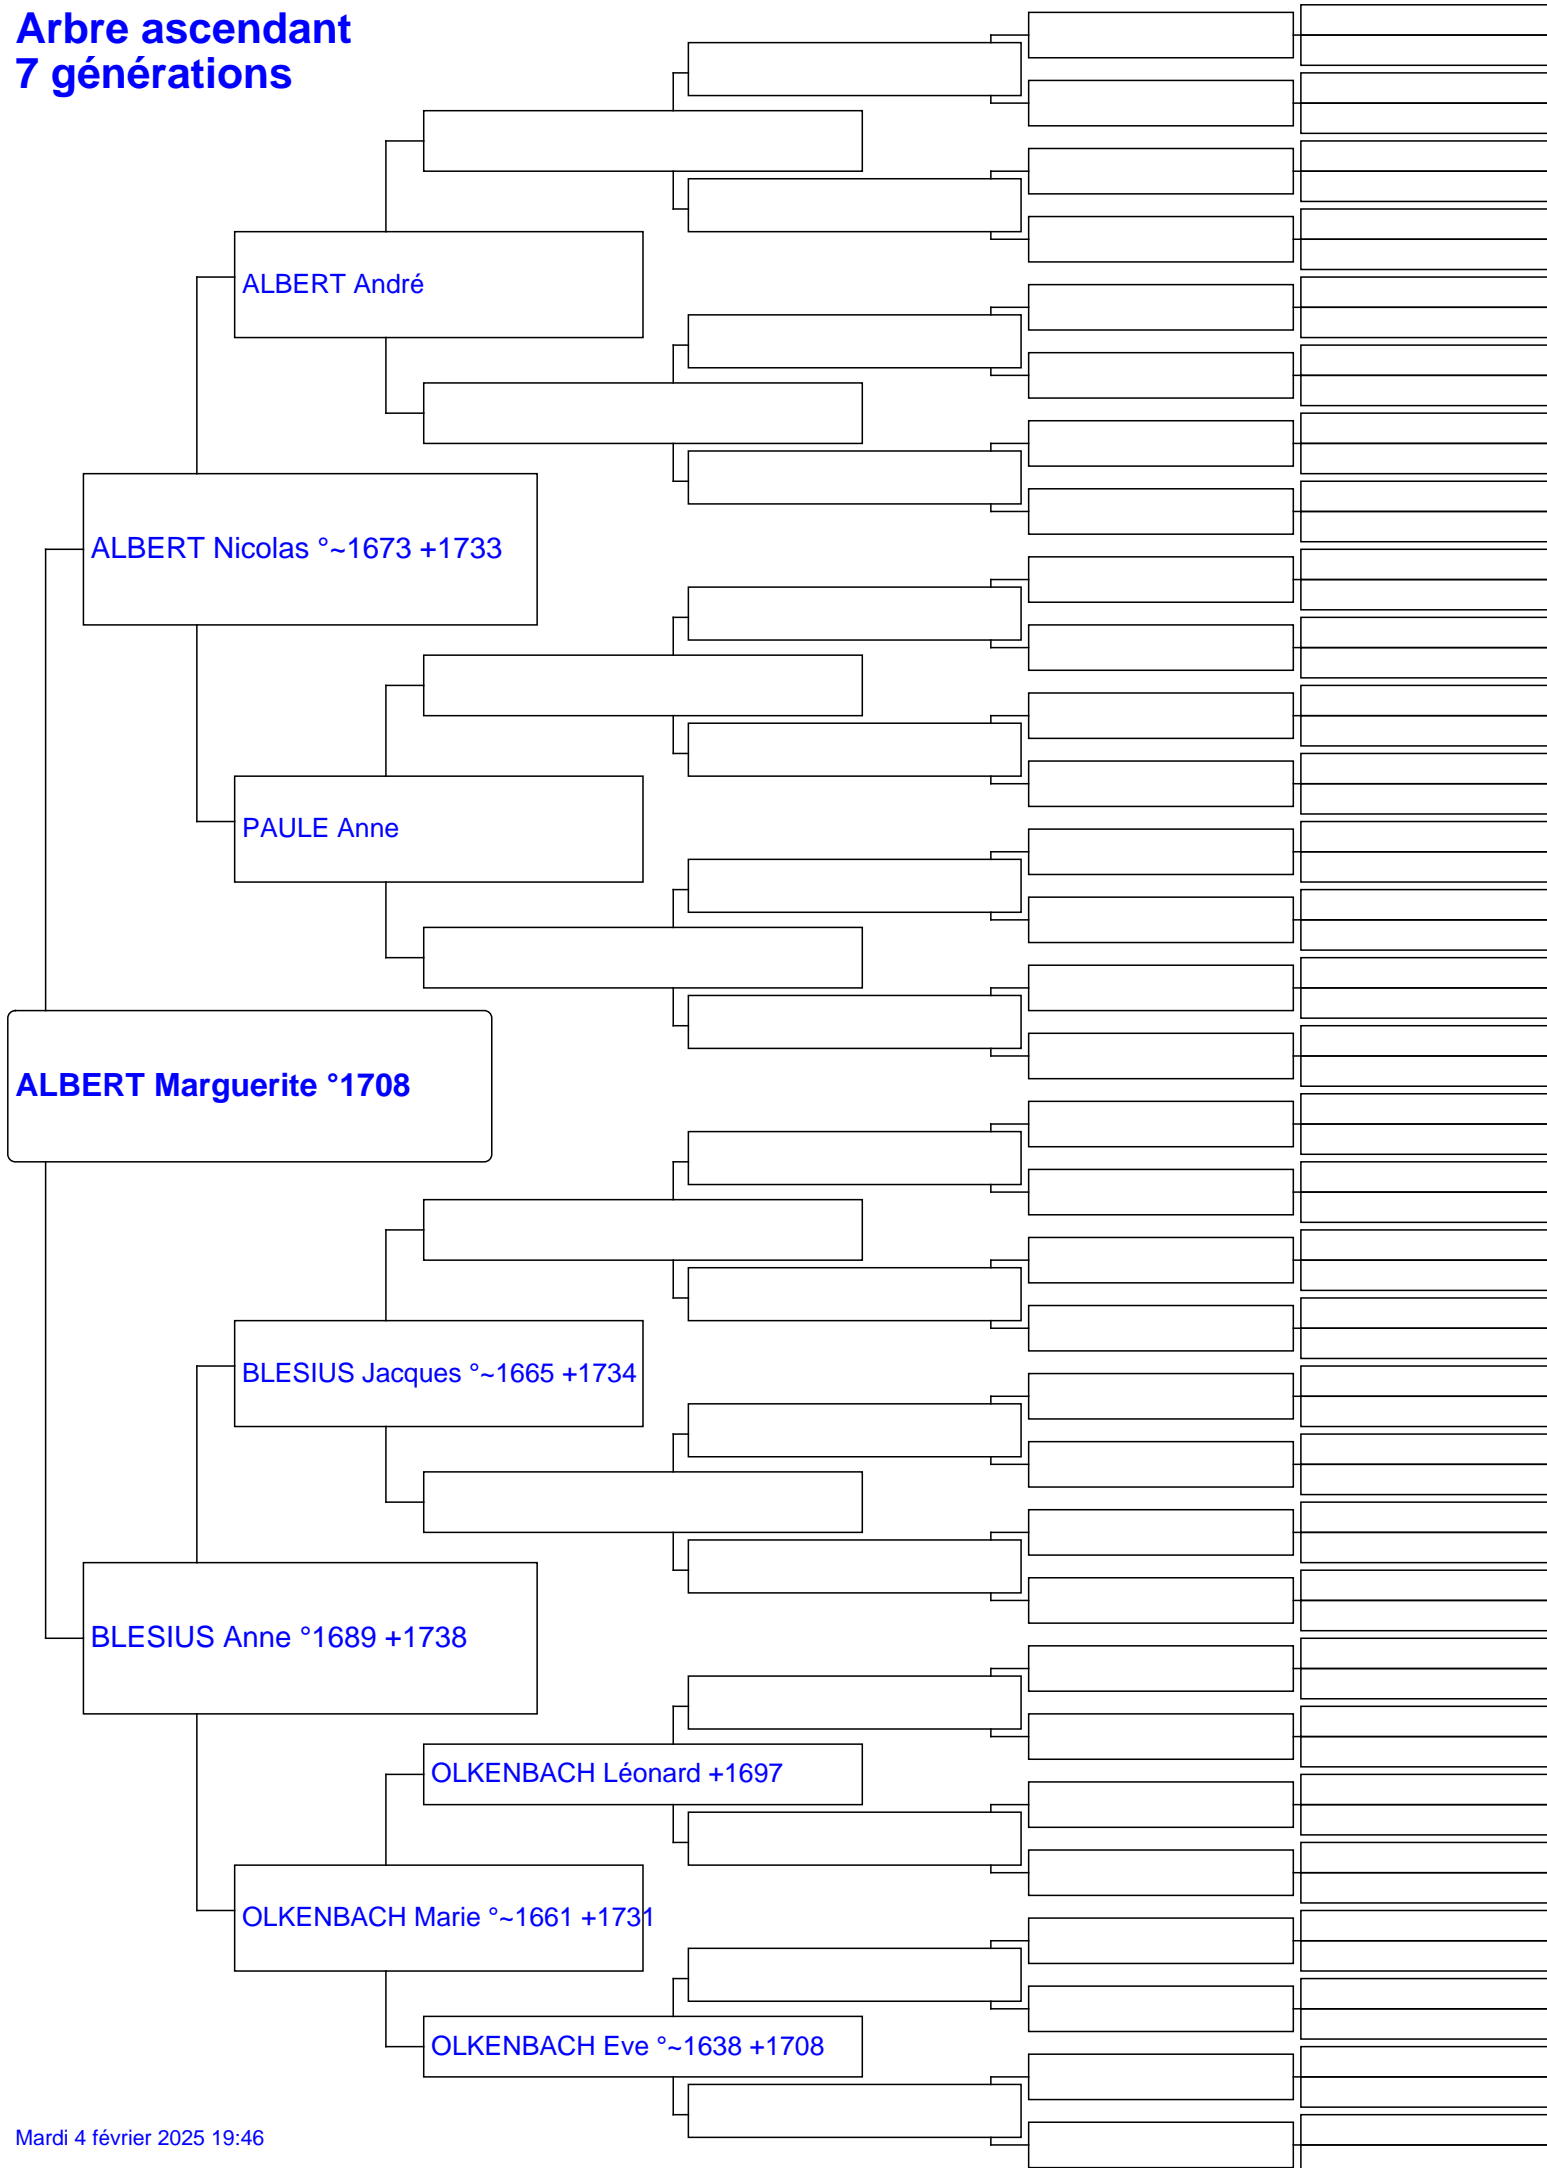 Arbre ascendant
7 générations
ALBERT André
ALBERT Nicolas °~1673 +1733
PAULE Anne
ALBERT Marguerite °1708
BLESIUS Jacques °~1665 +1734
BLESIUS Anne °1689 +1738
OLKENBACH Léonard +1697
OLKENBACH Marie °~1661 +1731
OLKENBACH Eve °~1638 +1708
Mardi 4 février 2025 19:46